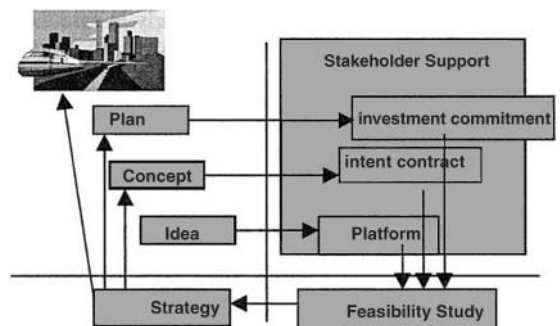 Stakeholder Support
Plan
investment commitment
Concept
intent contract
Idea
Platform
Strategy
Feasibility Study